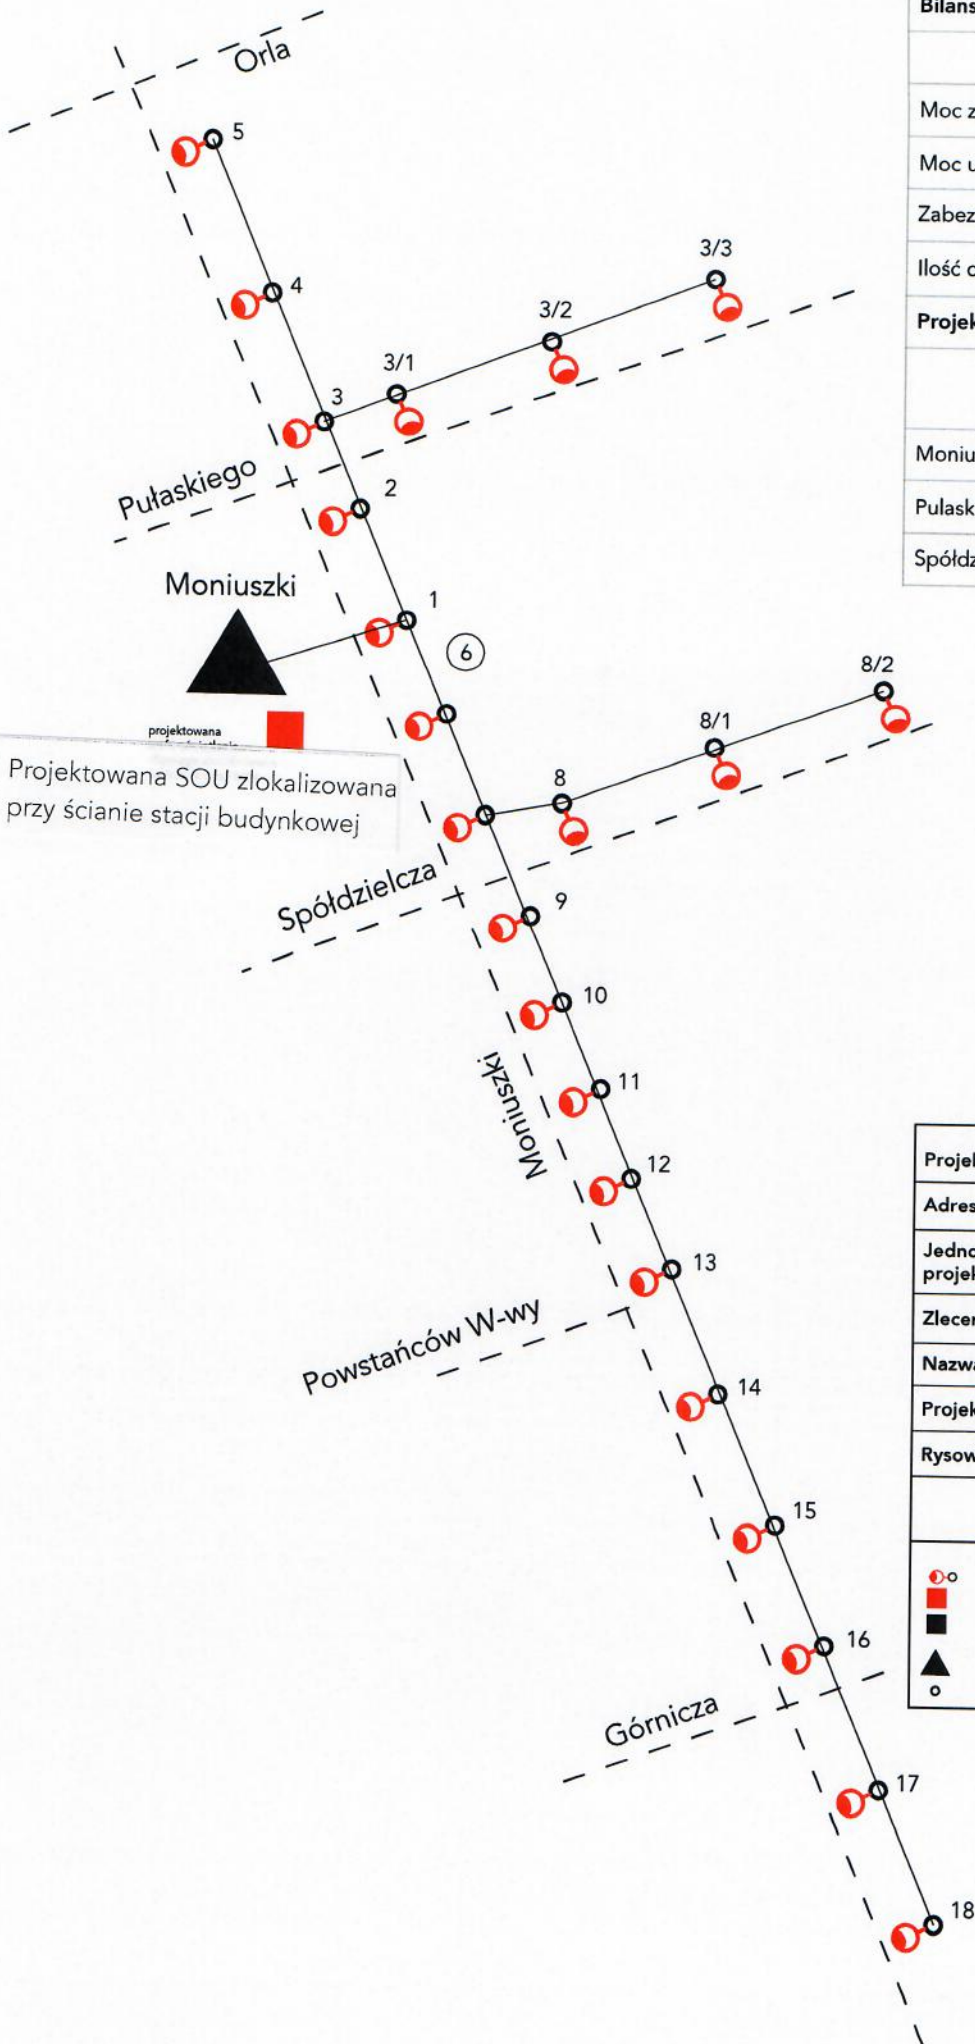 Orla
5
4
3
3/1
3/2
3/3
Pułaskiego
2
Moniuszki
1
6
projektowana
Projektowana SOU zlokalizowana
przy ścianie stacji budynkowej
8
8/1
8/2
Spółdzielcza
9
10
11
Moniuszki
12
13
Powstańców W-wy
14
15
16
Górnicza
17
18
Bilans
Moc z
Moc u
Zabez
Ilość o
Projek
Moniu
Pulask
Spółdz
Projek
Adres
Jedno
projek
Zlecen
Nazwa
Projek
Rysow